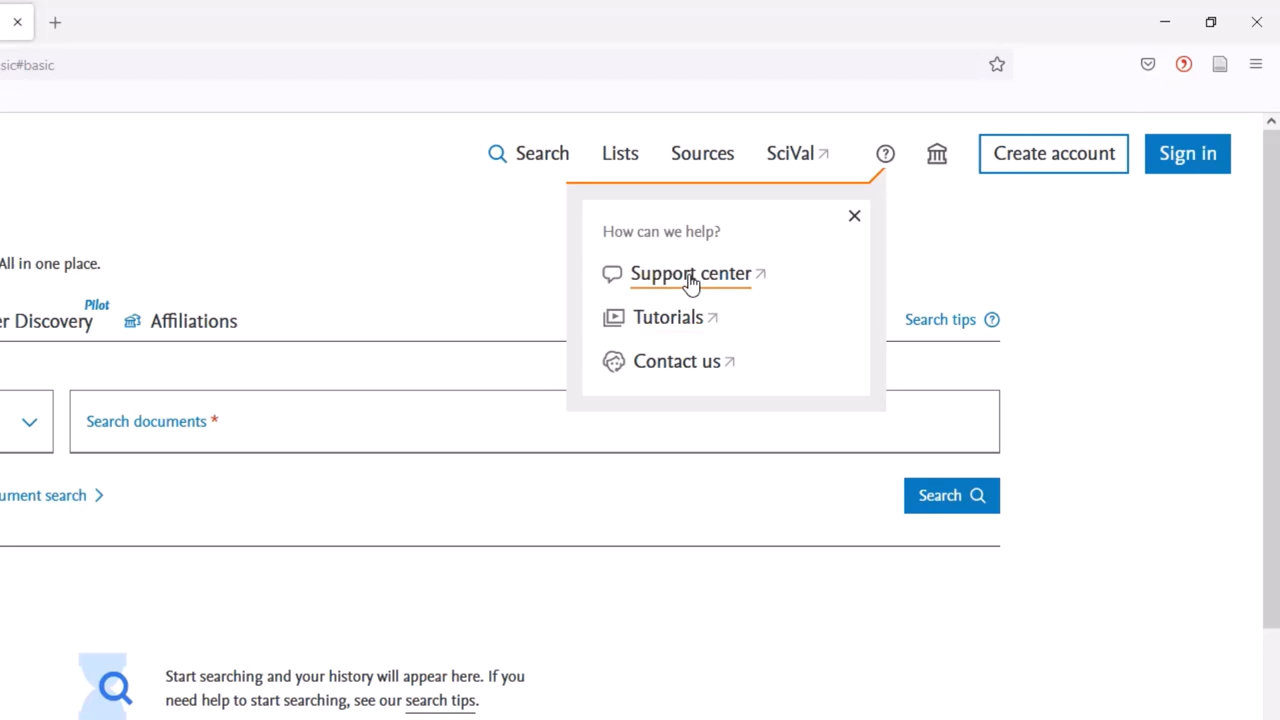 sic#basic
Search Lists Sources SciVal Create account Sign in
How can we help?
Support center
Tutorials
Contact us
All in one place.
Pilot
er Discovery Affiliations Search tips
Search documents *
ument search Search
Start searching and your history will appear here. If you
need help to start searching, see our search tips.